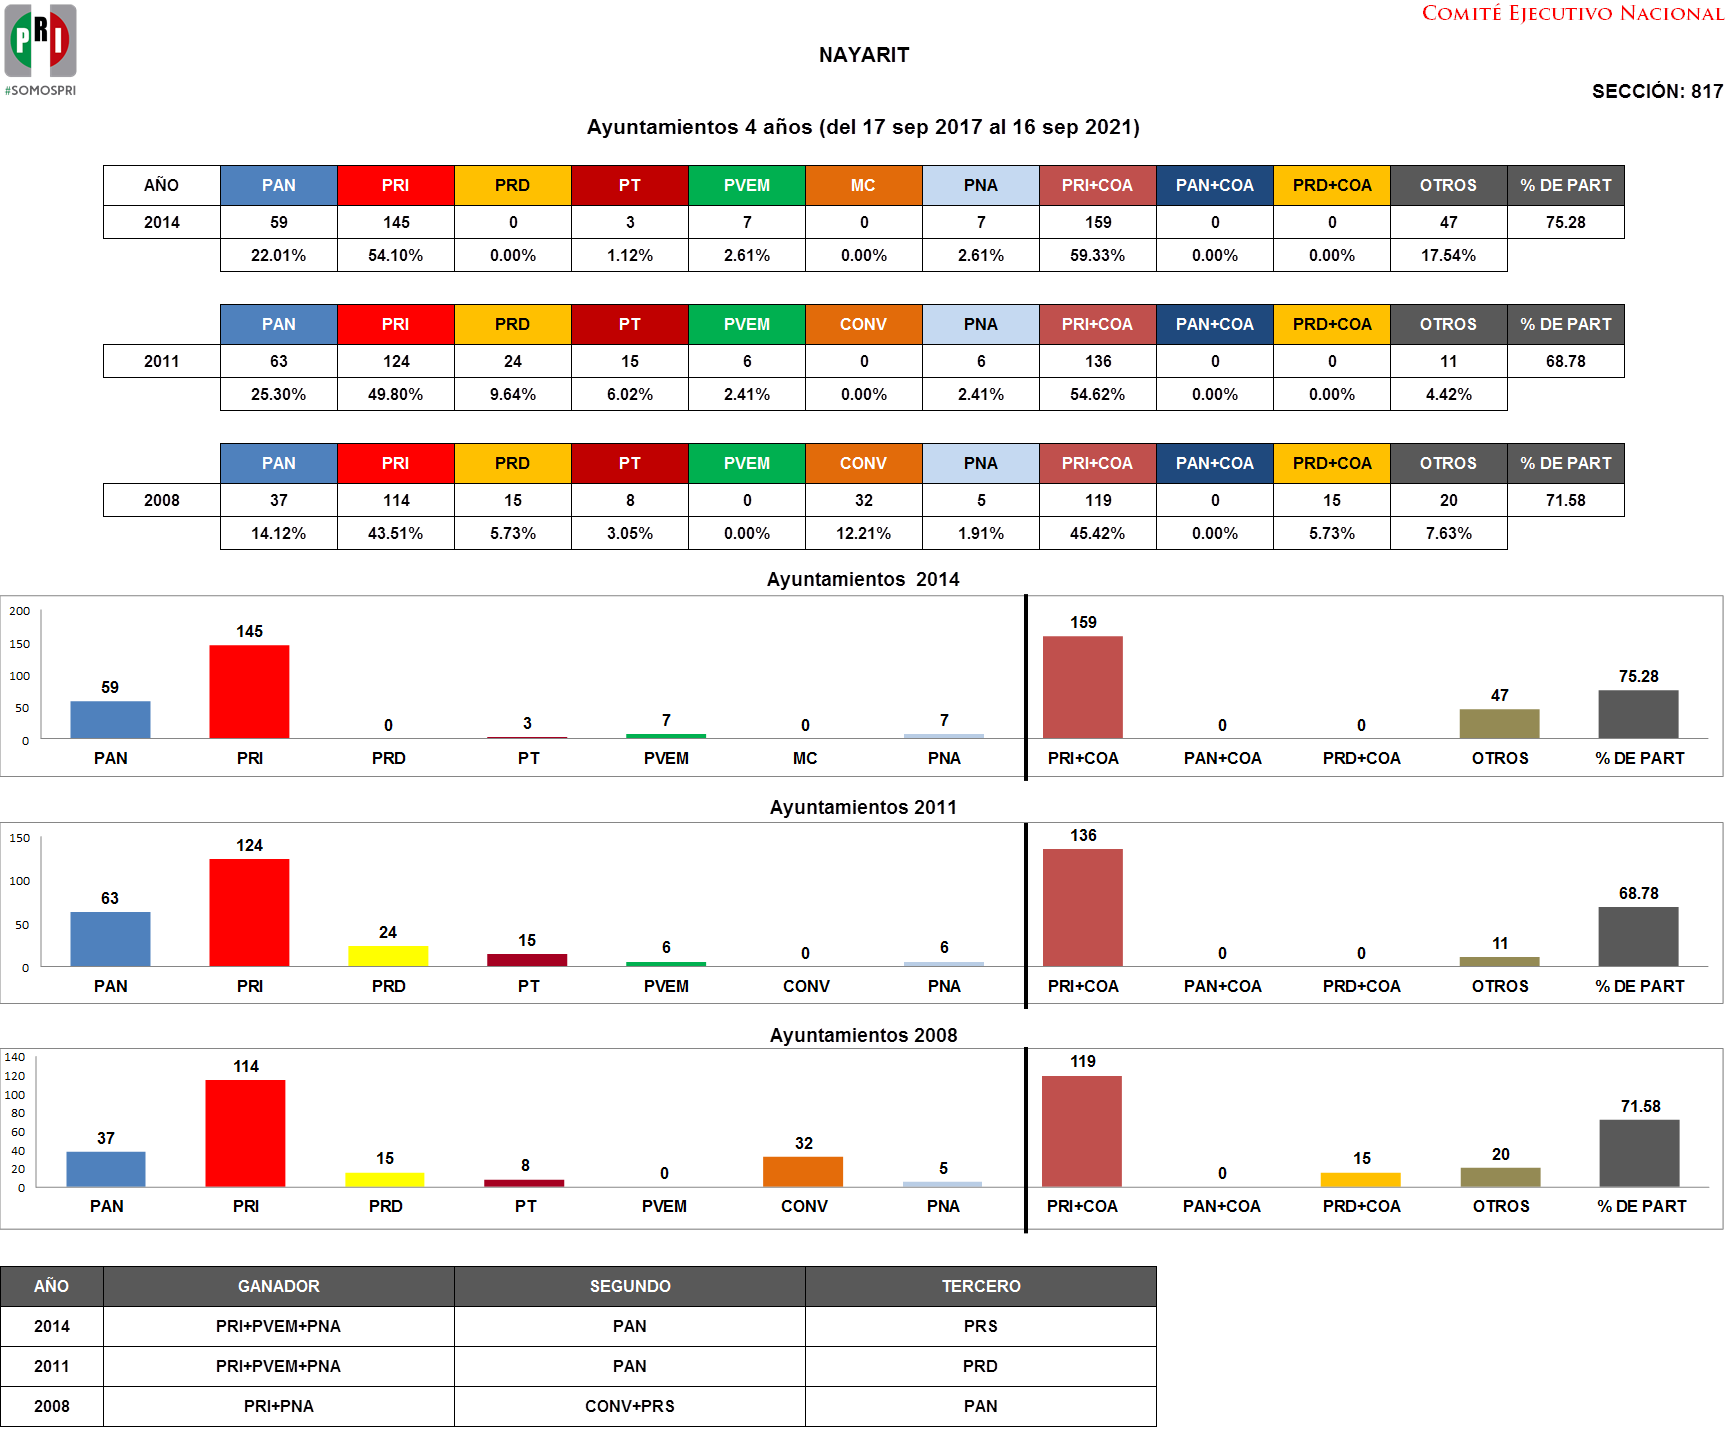 PRI
#SOMOSPRI
COMITÉ EJECUTIVO NACIONAL
NAYARIT
SECCIÓN: 817
Ayuntamientos 4 años (del 17 sep 2017 al 16 sep 2021)
AÑO PAN PRI PRD PT PVEM MC PNA PRI+COA PAN+COA PRD+COA OTROS % DE PART
2014 59 145 0 3 7 0 7 159 0 0 47 75.28
22.01% 54.10% 0.00% 1.12% 2.61% 0.00% 2.61% 59.33% 0.00% 0.00% 17.54%
PAN PRI PRD PT PVEM CONV PNA PRI+COA PAN+COA PRD+COA OTROS % DE PART
2011 63 124 24 15 6 0 6 136 0 0 11 68.78
25.30% 49.80% 9.64% 6.02% 2.41% 0.00% 2.41% 54.62% 0.00% 0.00% 4.42%
PAN PRI PRD PT PVEM CONV PNA PRI+COA PAN+COA PRD+COA OTROS % DE PART
2008 37 114 15 8 0 32 5 119 0 15 20 71.58
14.12% 43.51% 5.73% 3.05% 0.00% 12.21% 1.91% 45.42% 0.00% 5.73% 7.63%
Ayuntamientos 2014
200
150
100
50
0
59 145 0 3 7 0 7 159 0 0 47 75.28
PAN PRI PRD PT PVEM MC PNA PRI+COA PAN+COA PRD+COA OTROS % DE PART
Ayuntamientos 2011
150
100
50
0
63 124 24 15 6 0 6 136 0 0 11 68.78
PAN PRI PRD PT PVEM CONV PNA PRI+COA PAN+COA PRD+COA OTROS % DE PART
Ayuntamientos 2008
140
120
100
80
60
40
20
0
37 114 15 8 0 32 5 119 0 15 20 71.58
PAN PRI PRD PT PVEM CONV PNA PRI+COA PAN+COA PRD+COA OTROS % DE PART
AÑO GANADOR SEGUNDO TERCERO
2014 PRI+PVEM+PNA PAN PRS
2011 PRI+PVEM+PNA PAN PRD
2008 PRI+PNA CONV+PRS PAN